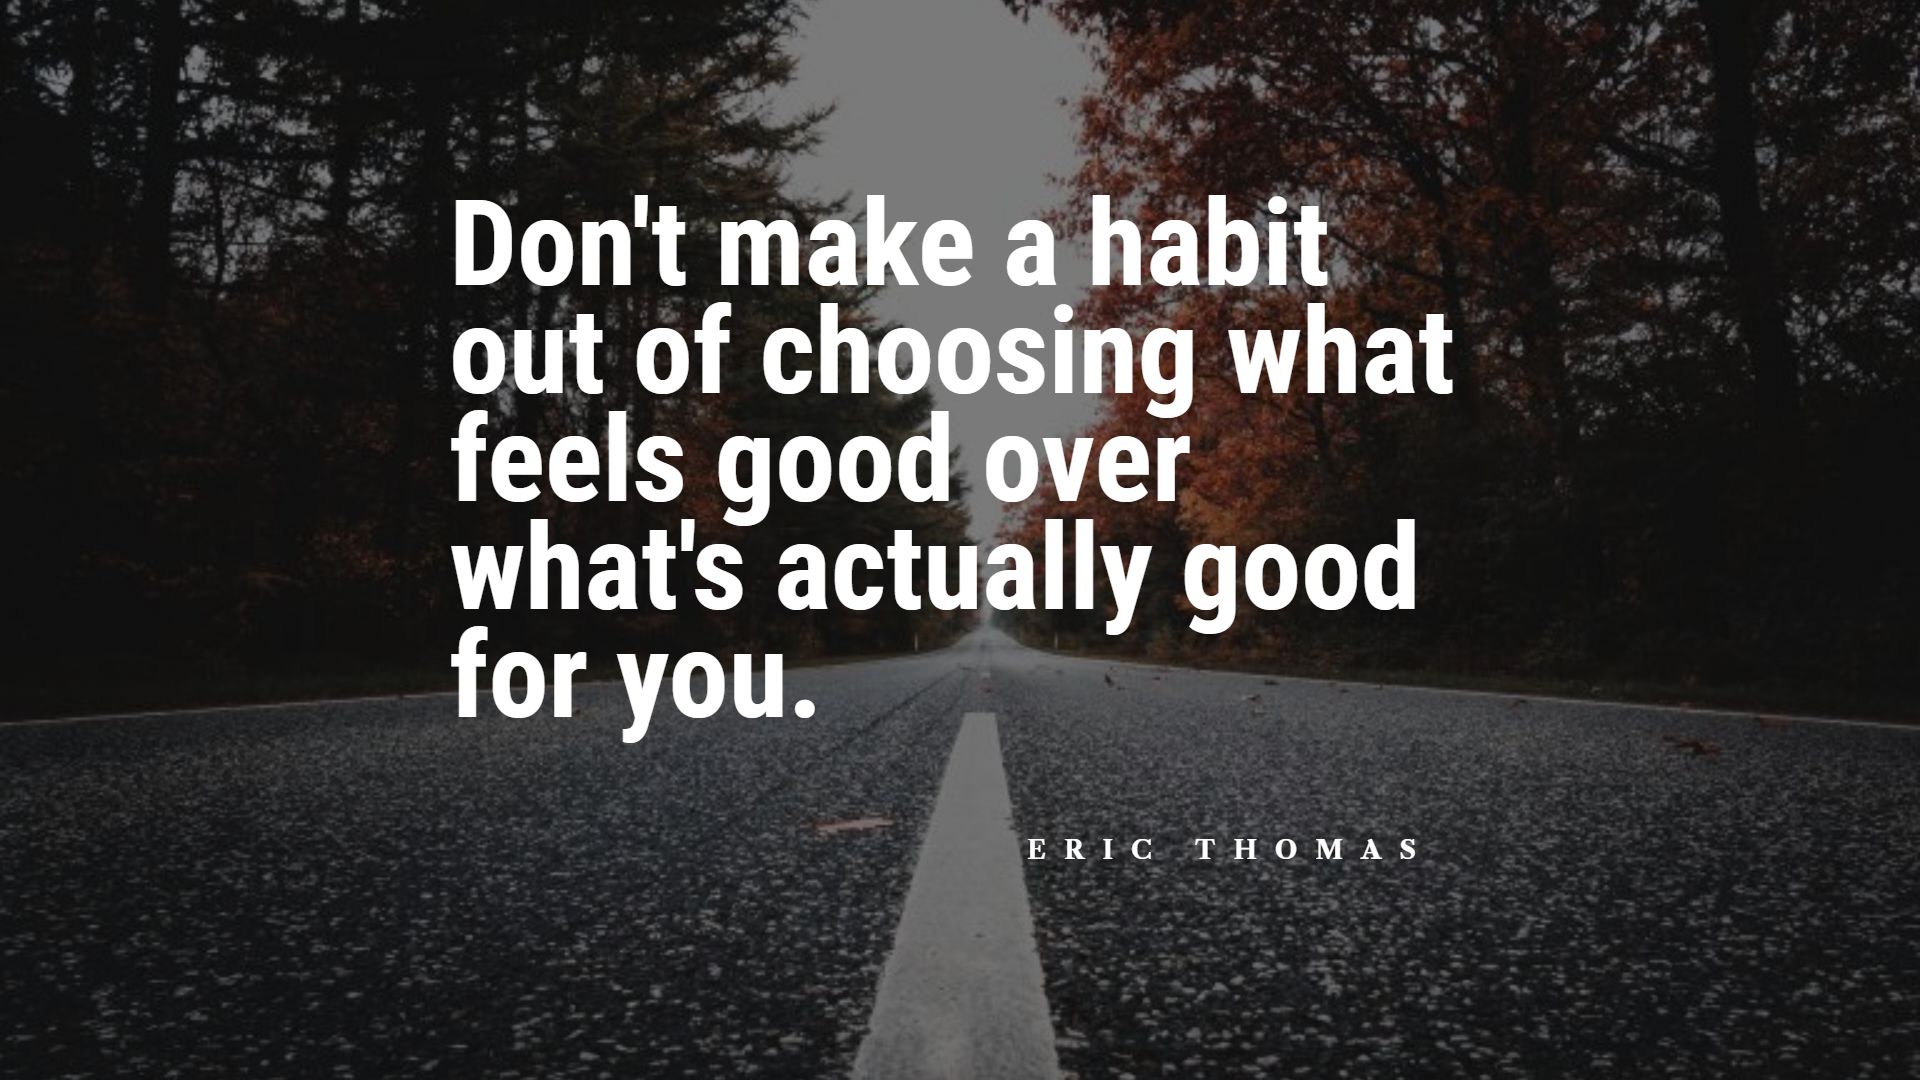 Don't make a habit
out of choosing what
feels good over
what's actually good
for you.
ERIC THOMAS